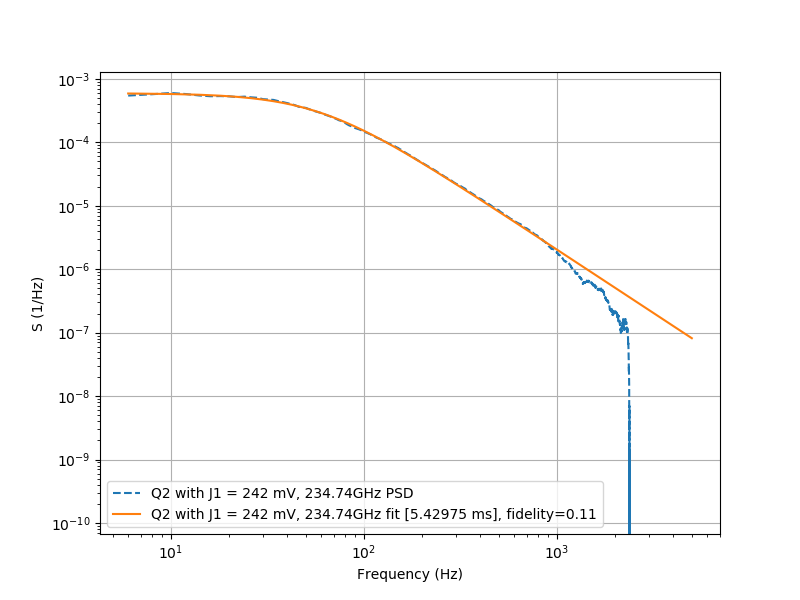 10⁻³
10⁻⁴
10⁻⁵
10⁻⁶
10⁻⁷
10⁻⁸
10⁻⁹
10⁻¹⁰
S (1/Hz)
Q2 with J1 = 242 mV, 234.74GHz PSD
Q2 with J1 = 242 mV, 234.74GHz fit [5.42975 ms], fidelity=0.11
10¹ 10² 10³
Frequency (Hz)